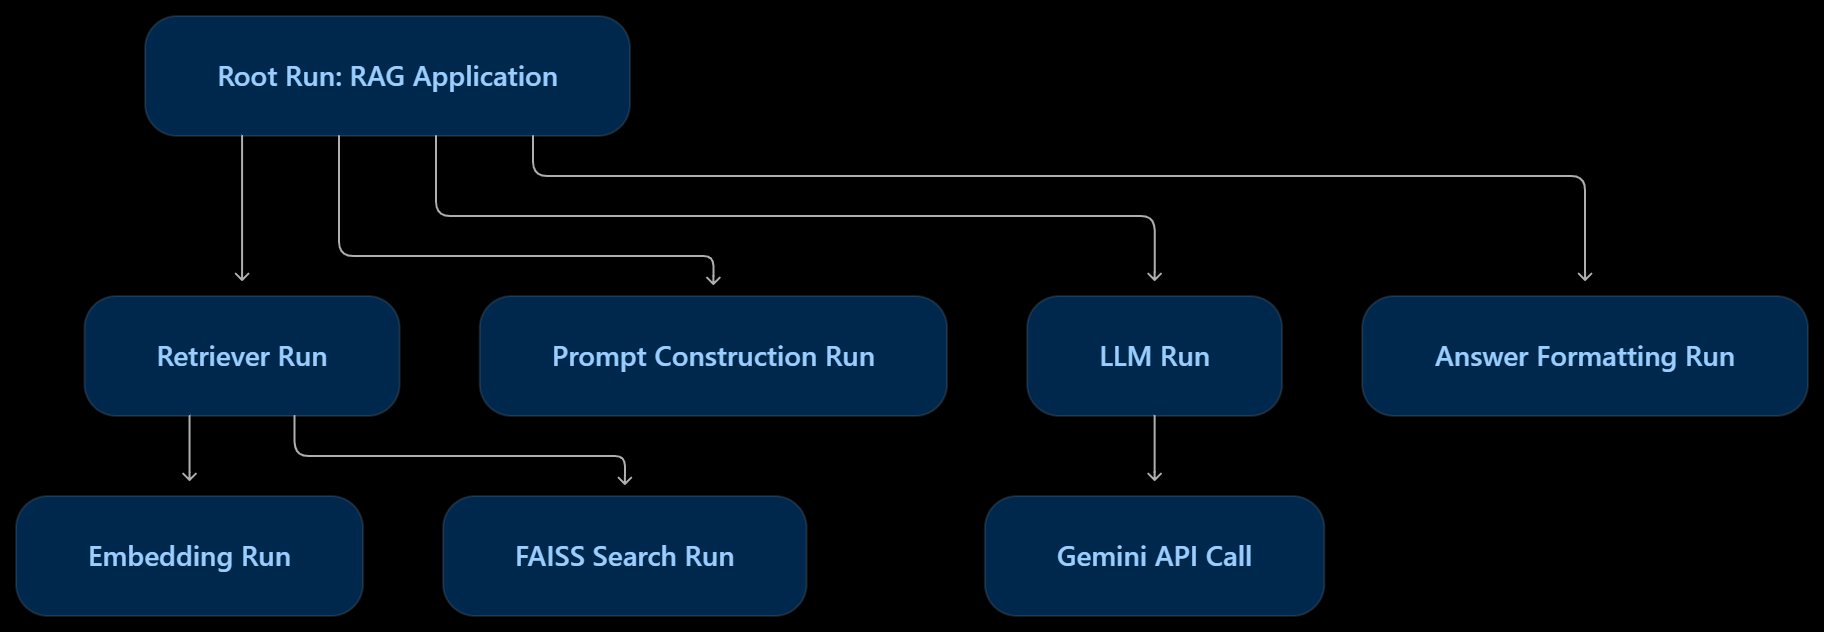 Root Run: RAG Application
Retriever Run
Prompt Construction Run
LLM Run
Answer Formatting Run
Embedding Run
FAISS Search Run
Gemini API Call